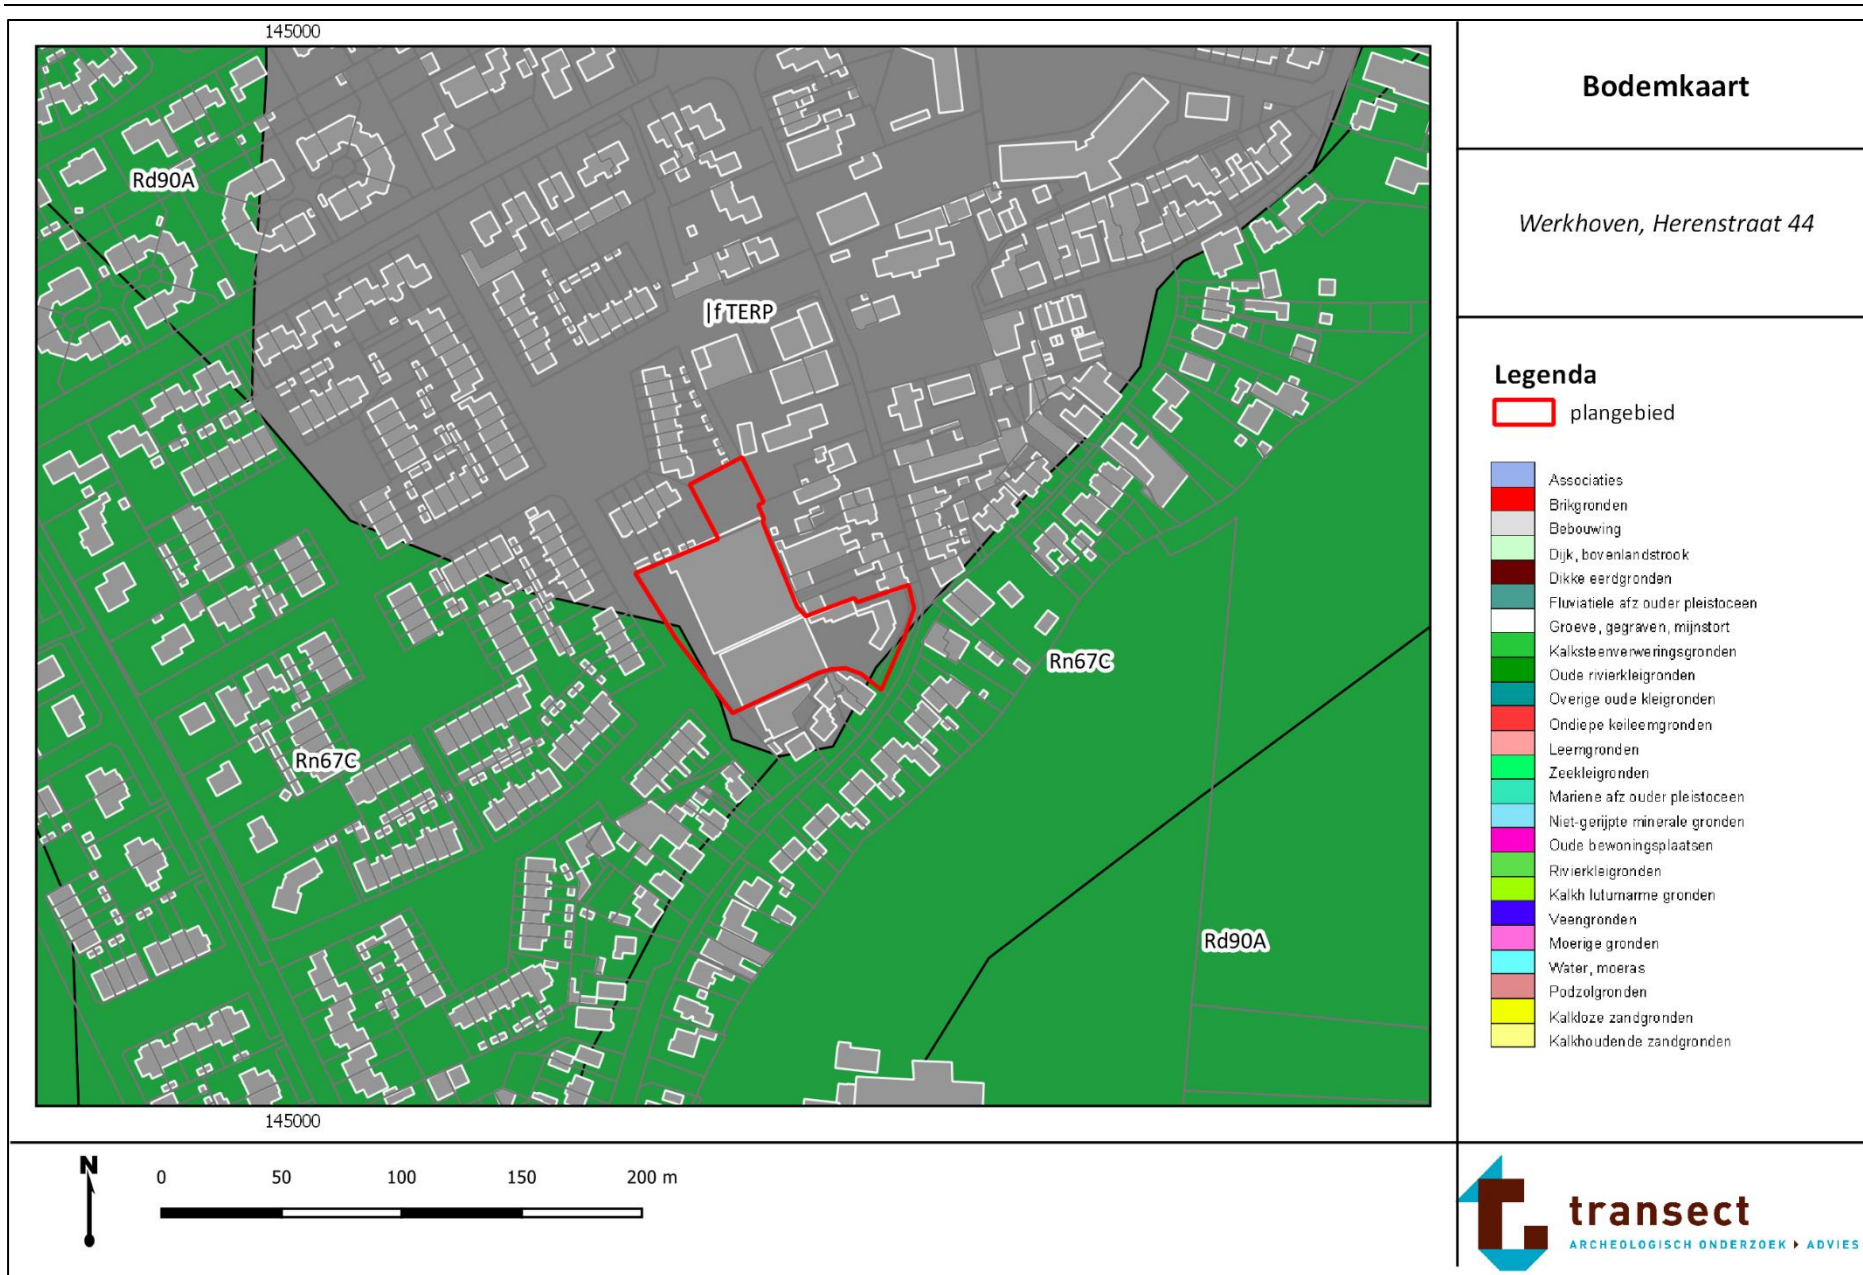 145000
Rd90A
|f TERP
Rn67C
Rn67C
Rd90A
145000
N
0 50 100 150 200 m
Bodemkaart
Werkhoven, Herenstraat 44
Legenda
plangebied
Associaties
Brikgronden
Bebouwing
Dijk, bovenlandstrook
Dikke eerdgronden
Fluviatiele afz ouder pleistoceen
Groeve, gegraven, mijnstort
Kalksteenverweringsgronden
Oude rivierkleigronden
Overige oude kleigronden
Ondiepe keileemgronden
Leemgronden
Zeekleigronden
Mariene afz ouder pleistoceen
Niet-gerijpte minerale gronden
Oude bewoningsplaatsen
Rivierkleigronden
Kalkh lutumarme gronden
Veengronden
Moerige gronden
Water, moeras
Podzolgronden
Kalkloze zandgronden
Kalkhoudende zandgronden
transect
ARCHEOLOGISCH ONDERZOEK ▸ ADVIES